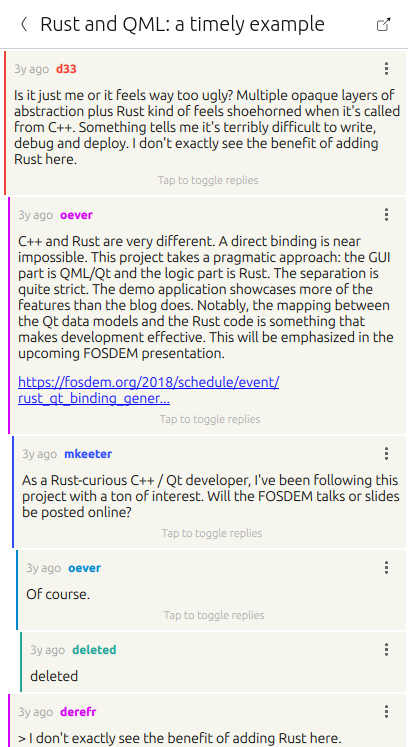 Rust and QML: a timely example
3y ago d33
Is it just me or it feels way too ugly? Multiple opaque layers of
abstraction plus Rust kind of feels shoehorned when it's called
from C++. Something tells me it's terribly difficult to write,
debug and deploy. I don't exactly see the benefit of adding
Rust here.
Tap to toggle replies
3y ago oever
C++ and Rust are very different. A direct binding is near
impossible. This project takes a pragmatic approach: the GUI
part is QML/Qt and the logic part is Rust. The separation is
quite strict. The demo application showcases more of the
features than the blog does. Notably, the mapping between
the Qt data models and the Rust code is something that
makes development effective. This will be emphasized in the
upcoming FOSDEM presentation.
https://fosdem.org/2018/schedule/event/
rust_qt_binding_gener...
Tap to toggle replies
3y ago mkeeter
As a Rust-curious C++ / Qt developer, I've been following this
project with a ton of interest. Will the FOSDEM talks or slides
be posted online?
Tap to toggle replies
3y ago oever
Of course.
Tap to toggle replies
3y ago deleted
deleted
3y ago derefr
> I don't exactly see the benefit of adding Rust here.